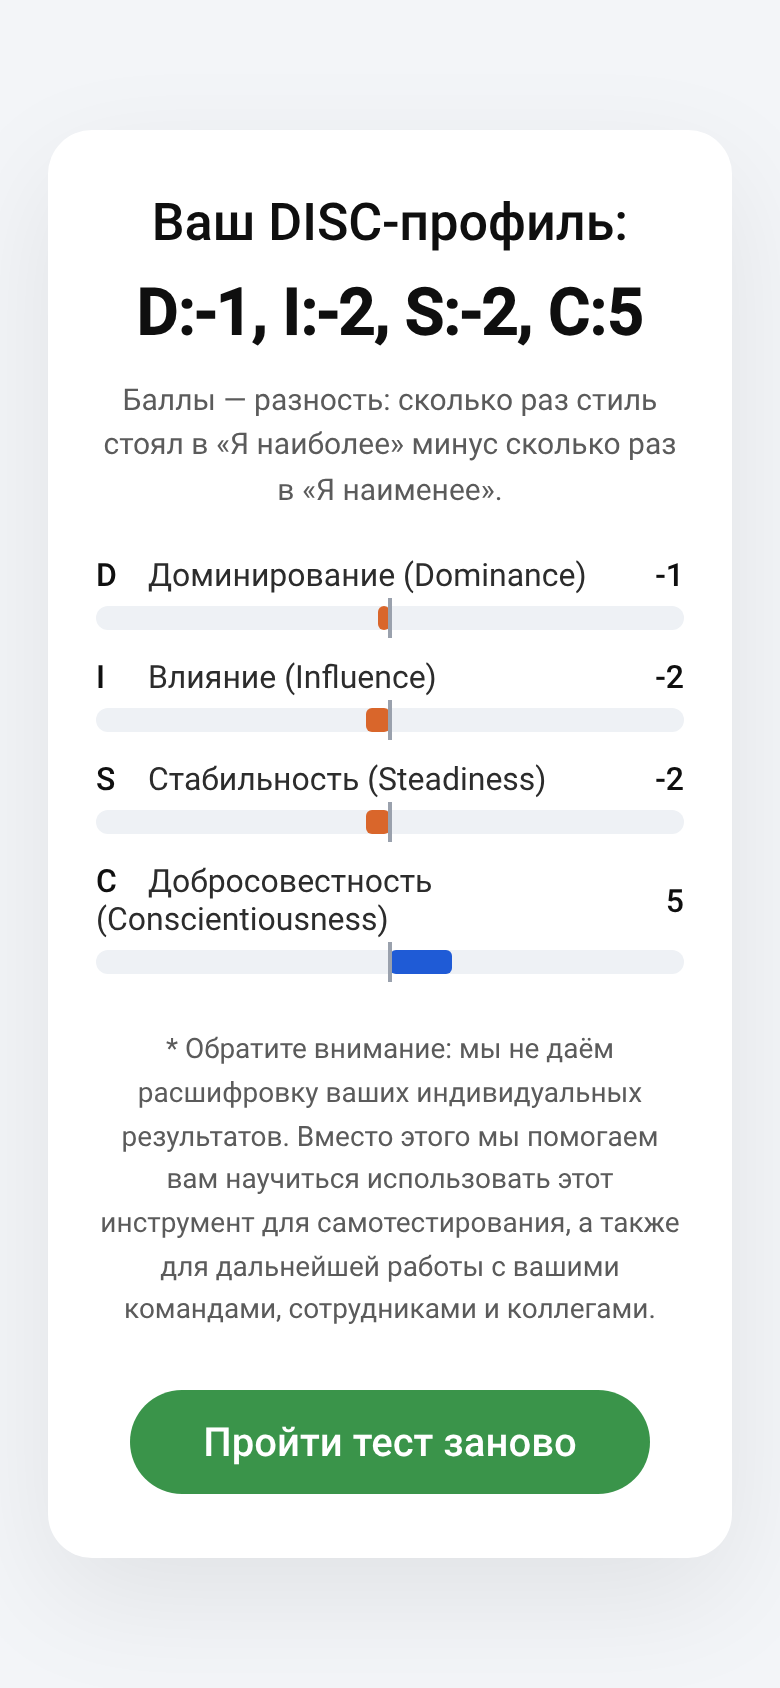 Ваш DISC-профиль:
D:-1, I:-2, S:-2, C:5
Баллы — разность: сколько раз стиль
стоял в «Я наиболее» минус сколько раз
в «Я наименее».
D Доминирование (Dominance) -1
I Влияние (Influence) -2
S Стабильность (Steadiness) -2
C Добросовестность
(Conscientiousness) 5
* Обратите внимание: мы не даём
расшифровку ваших индивидуальных
результатов. Вместо этого мы помогаем
вам научиться использовать этот
инструмент для самотестирования, а также
для дальнейшей работы с вашими
командами, сотрудниками и коллегами.
Пройти тест заново